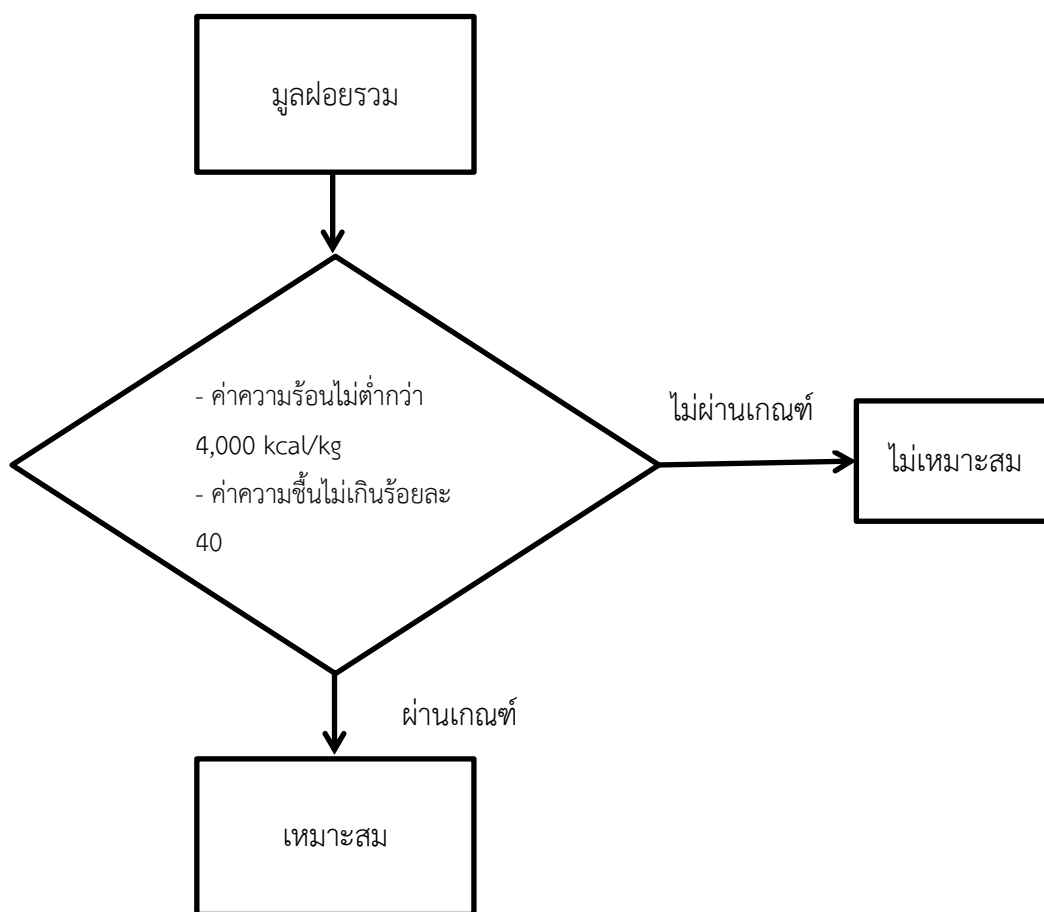 มูลฝอยรวม
- ค่าความร้อนไม่ต่ำกว่า
4,000 kcal/kg
- ค่าความชื้นไม่เกินร้อยละ
40
ไม่ผ่านเกณฑ์
ไม่เหมาะสม
ผ่านเกณฑ์
เหมาะสม